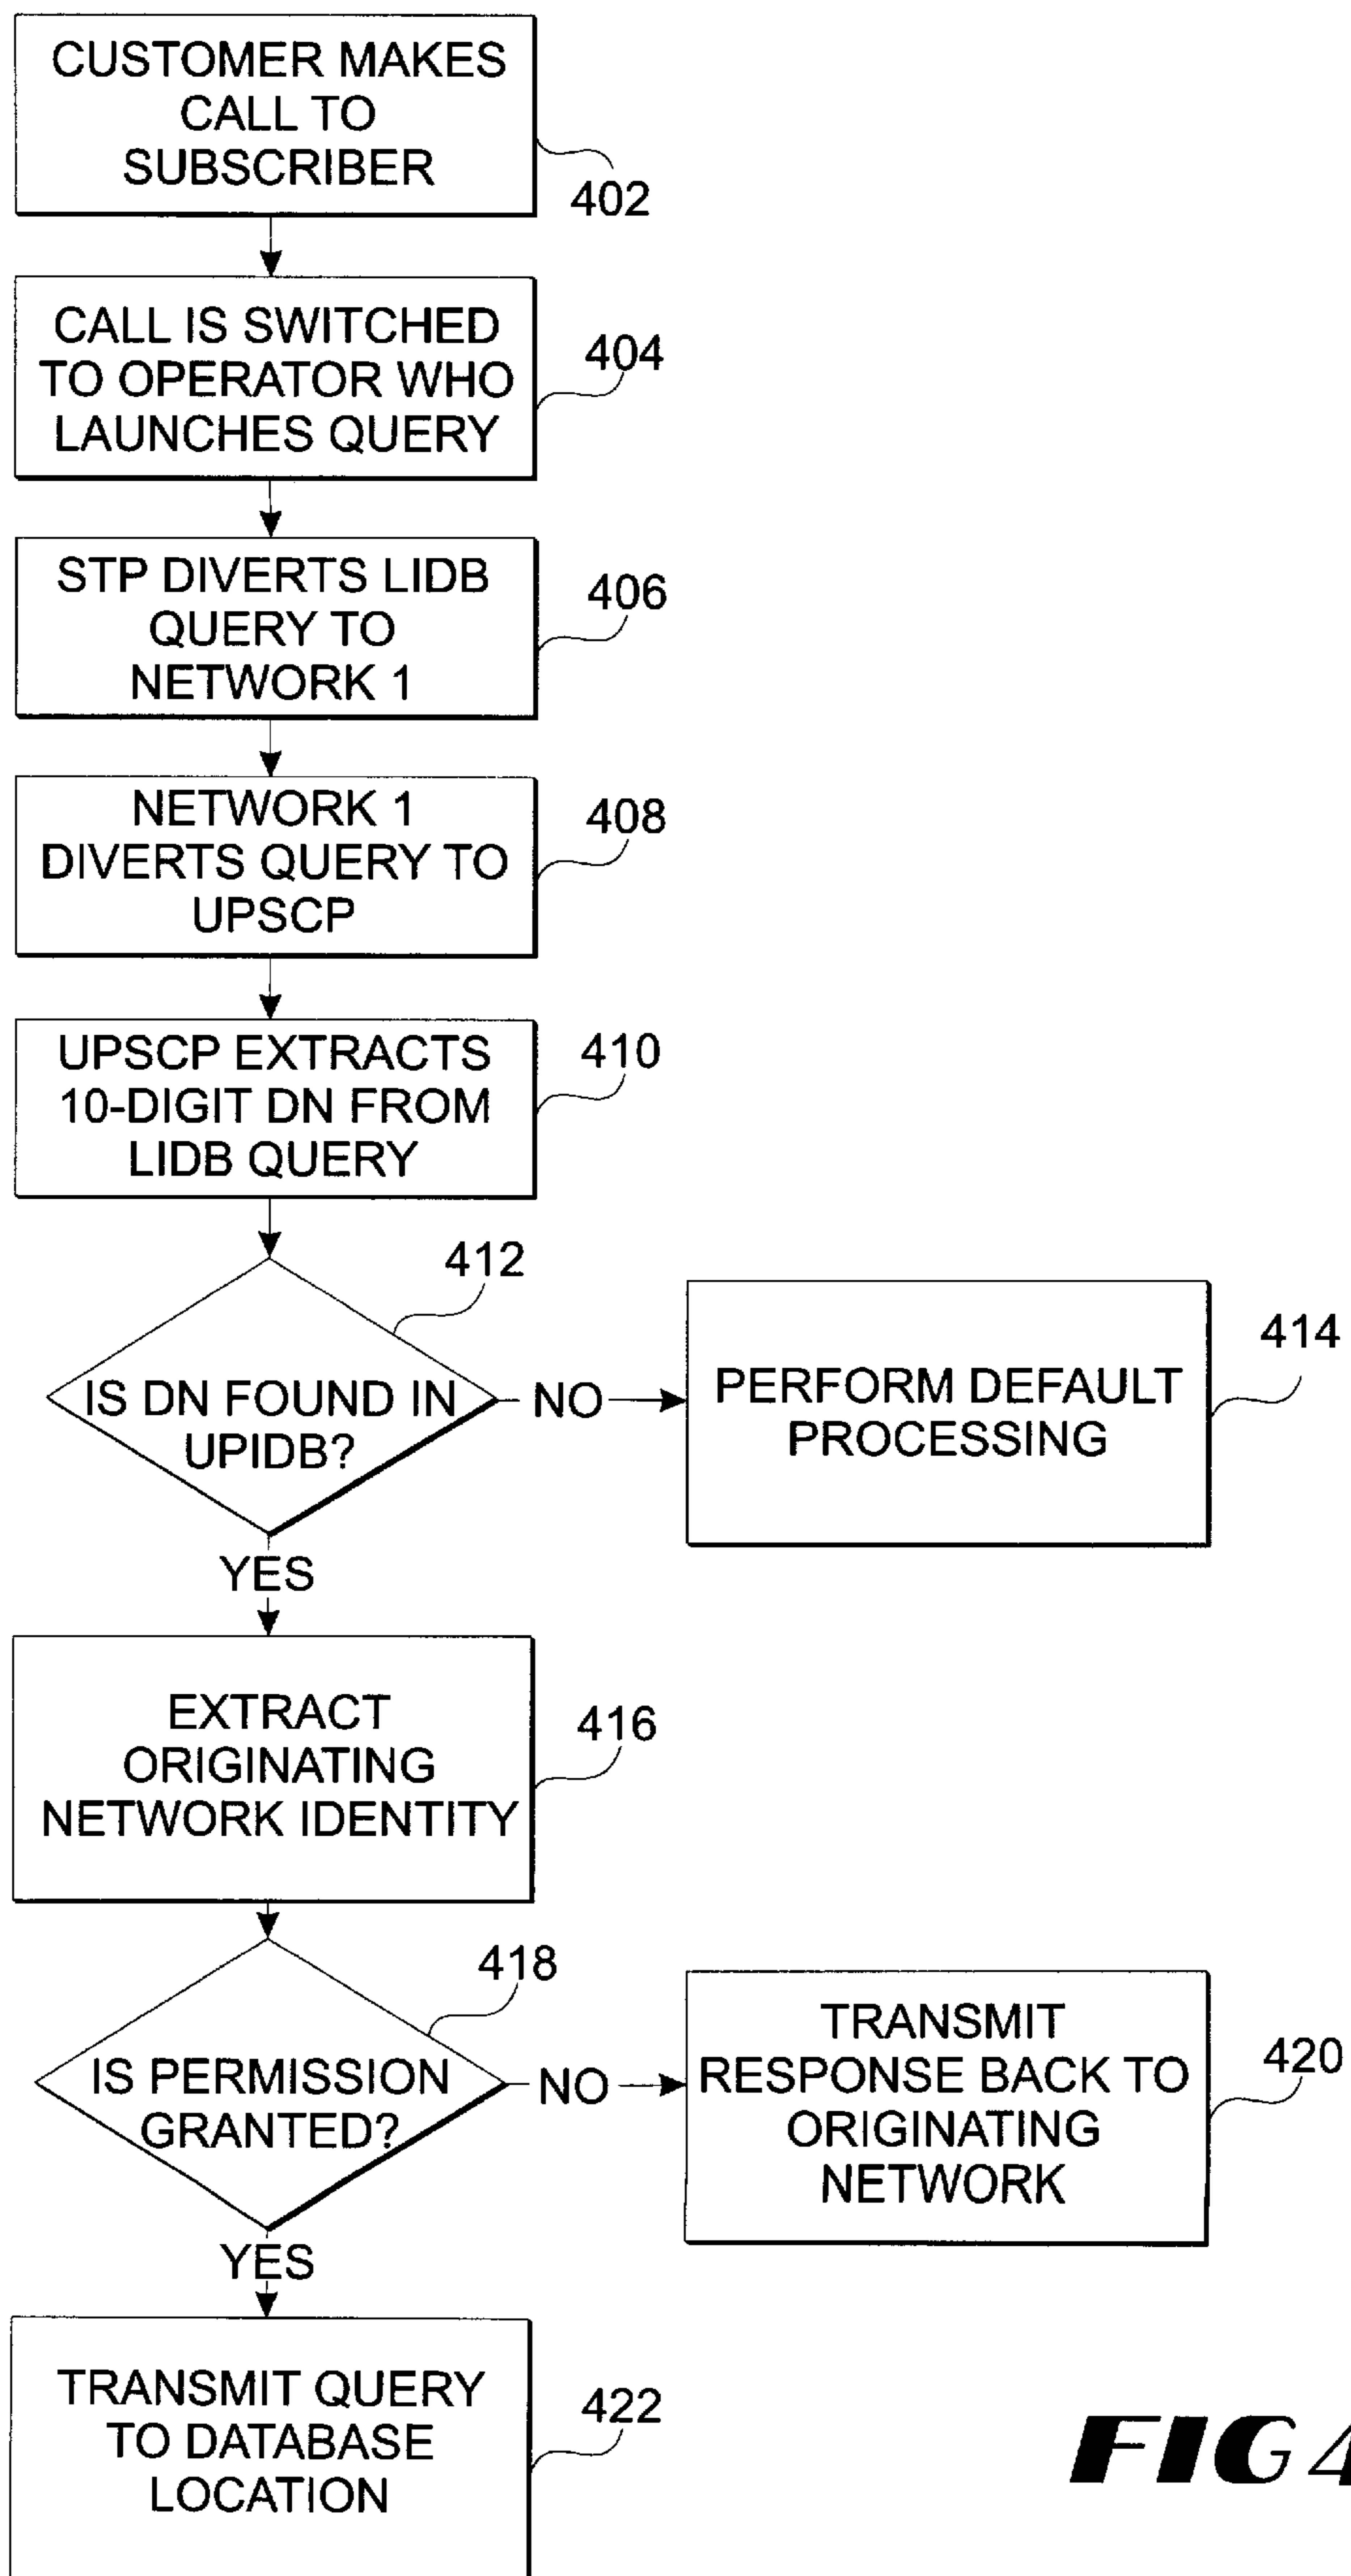 CUSTOMER MAKES
CALL TO
SUBSCRIBER
402
CALL IS SWITCHED
TO OPERATOR WHO
LAUNCHES QUERY
404
STP DIVERTS LIDB
QUERY TO
NETWORK 1
406
NETWORK 1
DIVERTS QUERY TO
UPSCP
408
UPSCP EXTRACTS
10-DIGIT DN FROM
LIDB QUERY
410
412
IS DN FOUND IN
UPIDB?
NO
PERFORM DEFAULT
PROCESSING
414
YES
EXTRACT
ORIGINATING
NETWORK IDENTITY
416
418
IS PERMISSION
GRANTED?
NO
TRANSMIT
RESPONSE BACK TO
ORIGINATING
NETWORK
420
YES
TRANSMIT QUERY
TO DATABASE
LOCATION
422
FIG 4